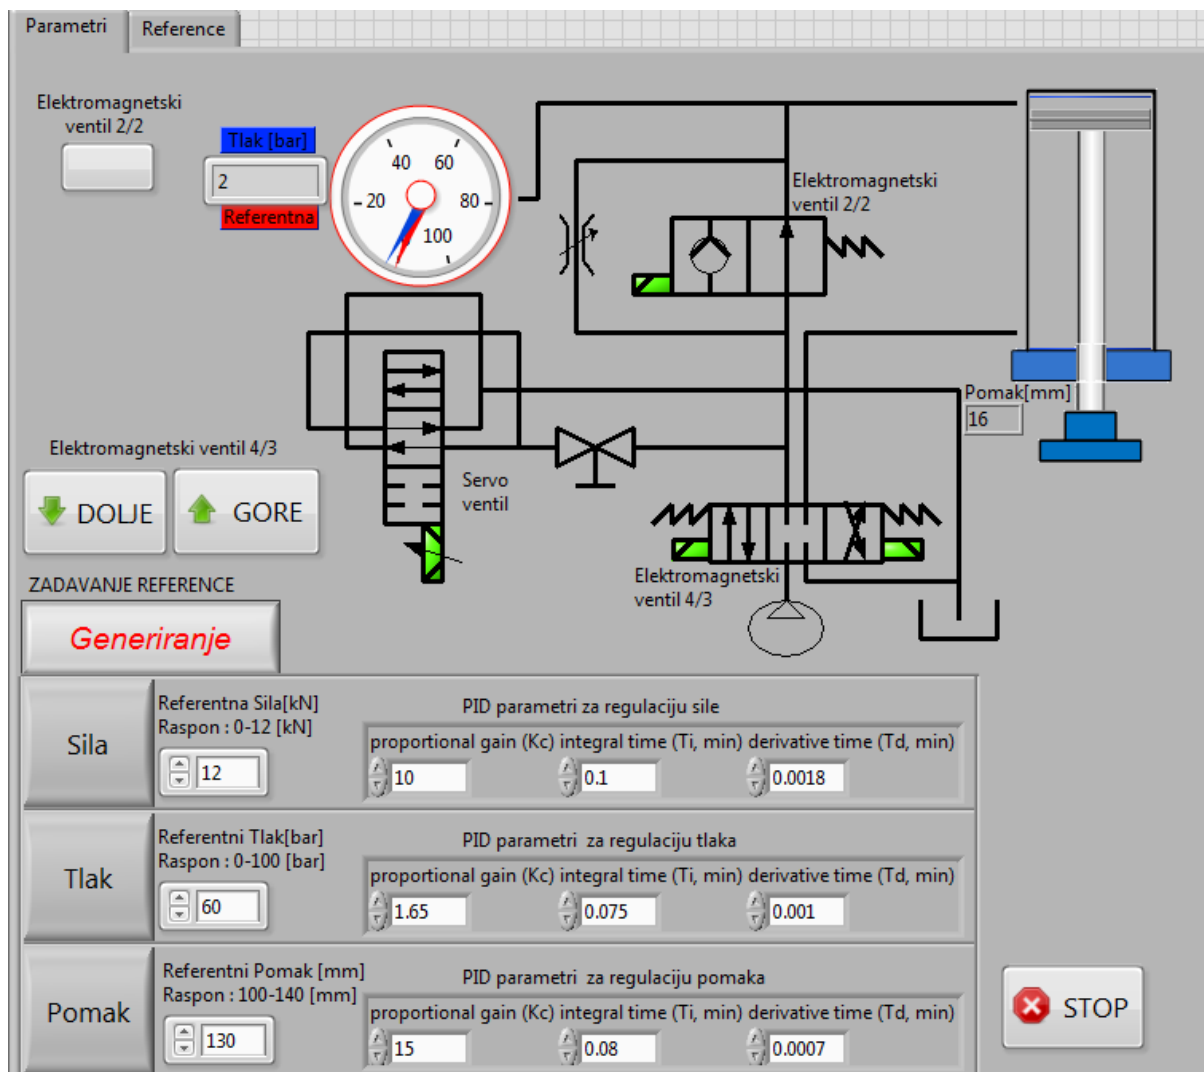 Parametri
Reference
Elektromagnetski
ventil 2/2
Tlak [bar]
2
Referentna
20
40
60
80
100
Elektromagnetski
ventil 2/2
Pomak[mm]
16
Elektromagnetski ventil 4/3
DOLJE
GORE
Servo
ventil
Elektromagnetski
ventil 4/3
ZADAVANJE REFERENCE
Generiranje
Sila
Referentna Sila[kN]
Raspon : 0-12 [kN]
12
PID parametri za regulaciju sile
proportional gain (Kc) integral time (Ti, min) derivative time (Td, min)
10 0.1 0.0018
Tlak
Referentni Tlak[bar]
Raspon : 0-100 [bar]
60
PID parametri za regulaciju tlaka
proportional gain (Kc) integral time (Ti, min) derivative time (Td, min)
1.65 0.075 0.001
Pomak
Referentni Pomak [mm]
Raspon : 100-140 [mm]
130
PID parametri za regulaciju pomaka
proportional gain (Kc) integral time (Ti, min) derivative time (Td, min)
15 0.08 0.0007
STOP